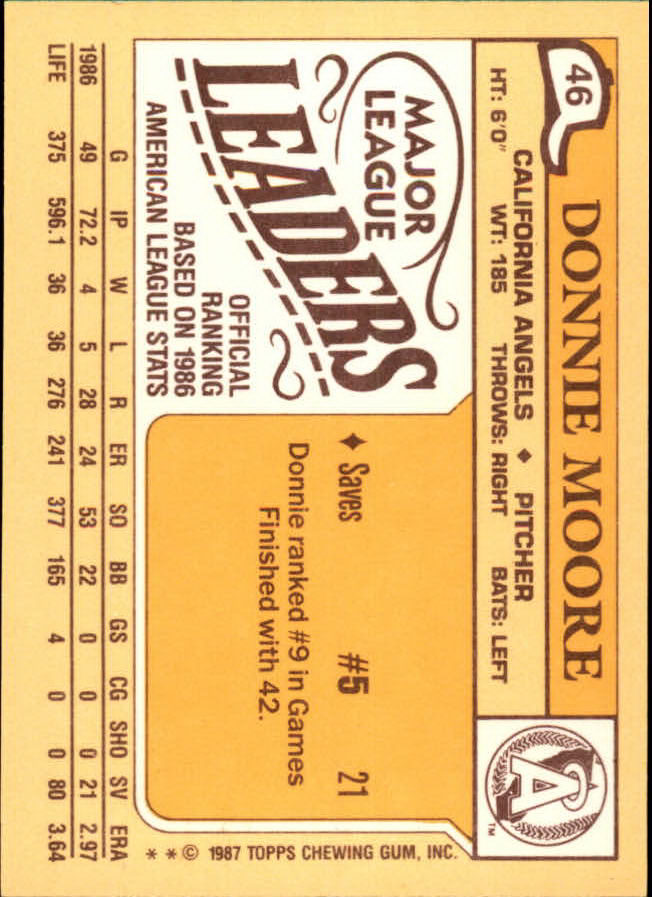 46 DONNIE MOORE
CALIFORNIA ANGELS ♦ PITCHER
HT: 6'0" WT: 185 THROWS: RIGHT BATS: LEFT
A
TM
MAJOR
LEAGUE
LEADERS
OFFICIAL
RANKING
BASED ON 1986
AMERICAN LEAGUE STATS
♦ Saves #5 21
Donnie ranked #9 in Games
Finished with 42.
* * © 1987 TOPPS CHEWING GUM, INC.
G IP W L R ER SO BB GS CG SHO SV ERA
1986 49 72.2 4 5 28 24 53 22 0 0 0 21 2.97
LIFE 375 596.1 36 36 276 241 377 165 4 0 0 80 3.64